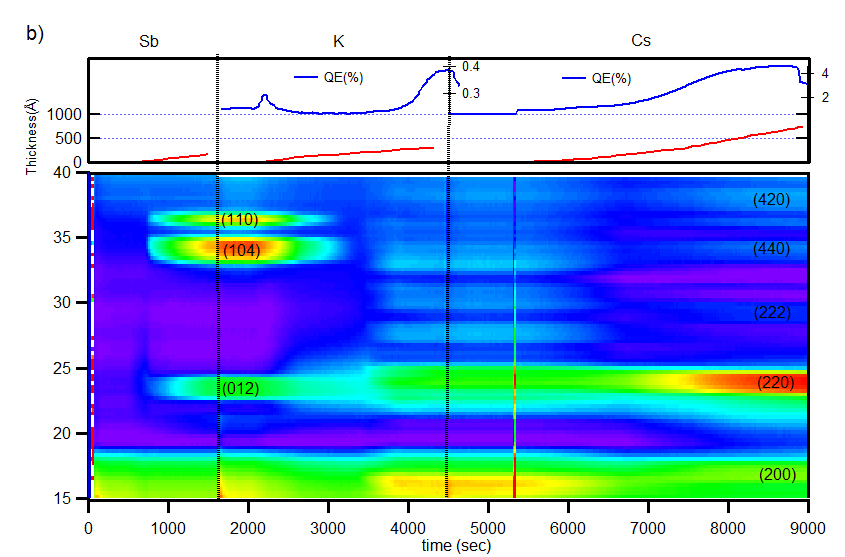 b)
Sb K Cs
QE(%) 0.4 0.3 QE(%) 4 2
Thickness(Å)
1000
500
0
40
35
30
25
20
15
(420)
(110)
(104)
(440)
(222)
(012)
(220)
(200)
0 1000 2000 3000 4000 5000 6000 7000 8000 9000
time (sec)